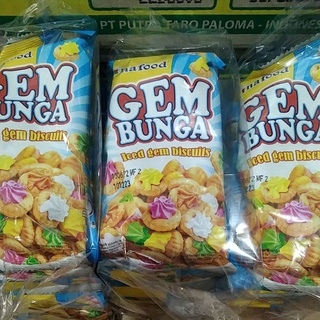 PT PUTRA TARO PALOMA - INDONES
nafood
GEM
BUNGA
Iced gem biscuits
GEM
BUNGA
Iced gem biscuits
GEM
BUNGA
Iced gem biscuits